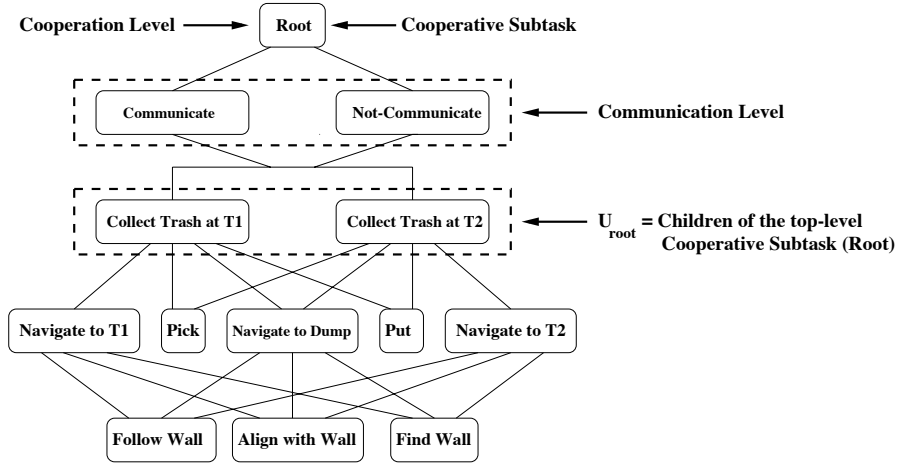 Cooperation Level
Root
Cooperative Subtask
Communicate
Not-Communicate
Communication Level
Collect Trash at T1
Collect Trash at T2
U root = Children of the top-level
Cooperative Subtask (Root)
Navigate to T1
Pick
Navigate to Dump
Put
Navigate to T2
Follow Wall
Align with Wall
Find Wall